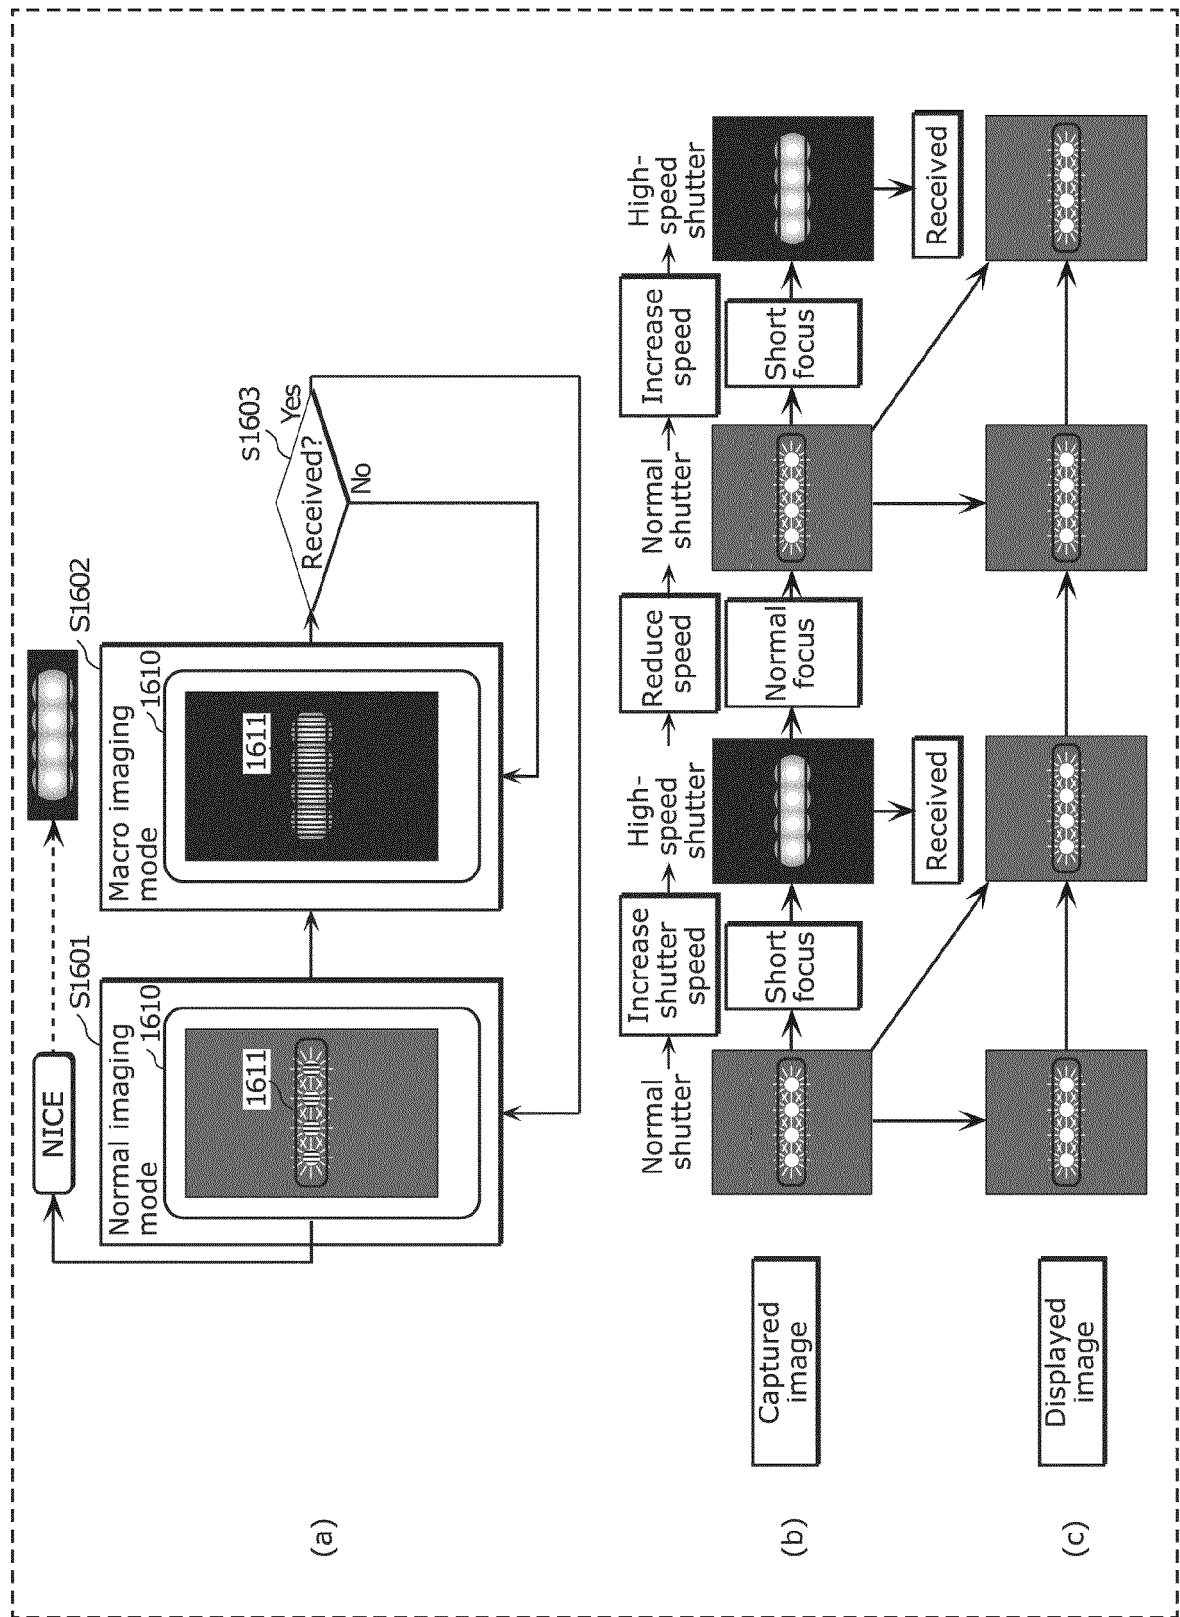 (a)
NICE
S1601
Normal imaging
mode
1610
1611
S1602
Macro imaging
mode
1610
1611
S1603
Received?
Yes
No
(b)
Captured
image
Normal
shutter
Increase
shutter
speed
High-
speed
shutter
Reduce
speed
Normal
shutter
Increase
speed
High-
speed
shutter
Short
focus
Normal
focus
Short
focus
Received
Received
(c)
Displayed
image